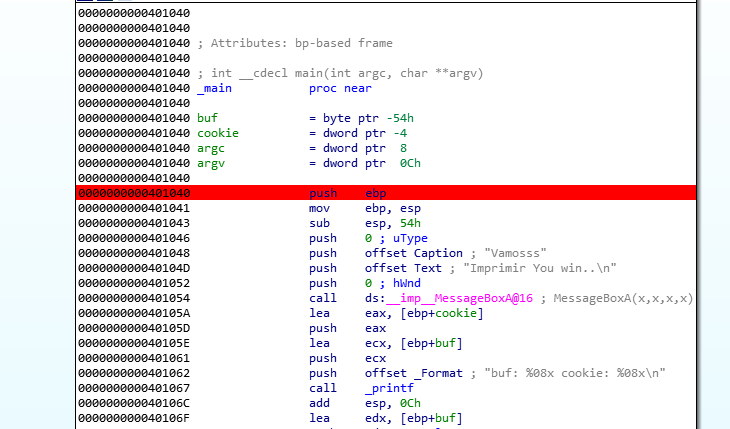 0000000000401040
0000000000401040
0000000000401040 ; Attributes: bp-based frame
0000000000401040
0000000000401040 ; int __cdecl main(int argc, char **argv)
0000000000401040 _main proc near
0000000000401040
0000000000401040 buf = byte ptr -54h
0000000000401040 cookie = dword ptr -4
0000000000401040 argc = dword ptr 8
0000000000401040 argv = dword ptr 0Ch
0000000000401040
0000000000401040 push ebp
0000000000401041 mov ebp, esp
0000000000401043 sub esp, 54h
0000000000401046 push 0 ; uType
0000000000401048 push offset Caption ; "Vamosss"
000000000040104D push offset Text ; "Imprimir You win..\n"
0000000000401052 push 0 ; hWnd
0000000000401054 call ds:__imp__MessageBoxA@16 ; MessageBoxA(x,x,x,x)
000000000040105A lea eax, [ebp+cookie]
000000000040105D push eax
000000000040105E lea ecx, [ebp+buf]
0000000000401061 push ecx
0000000000401062 push offset _Format ; "buf: %08x cookie: %08x\n"
0000000000401067 call _printf
000000000040106C add esp, 0Ch
000000000040106F lea edx, [ebp+buf]